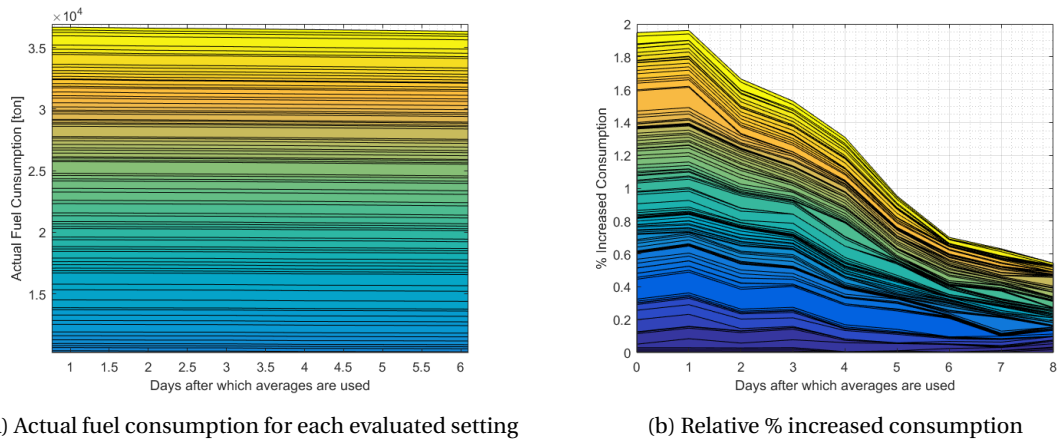 ×10⁴
3.5
3
2.5
2
1.5
Actual Fuel Cunsumption [ton]
1 1.5 2 2.5 3 3.5 4 4.5 5 5.5 6
Days after which averages are used
) Actual fuel consumption for each evaluated setting
2
1.8
1.6
1.4
1.2
1
0.8
0.6
0.4
0.2
0
% Increased Consumption
0 1 2 3 4 5 6 7 8
Days after which averages are used
(b) Relative % increased consumption